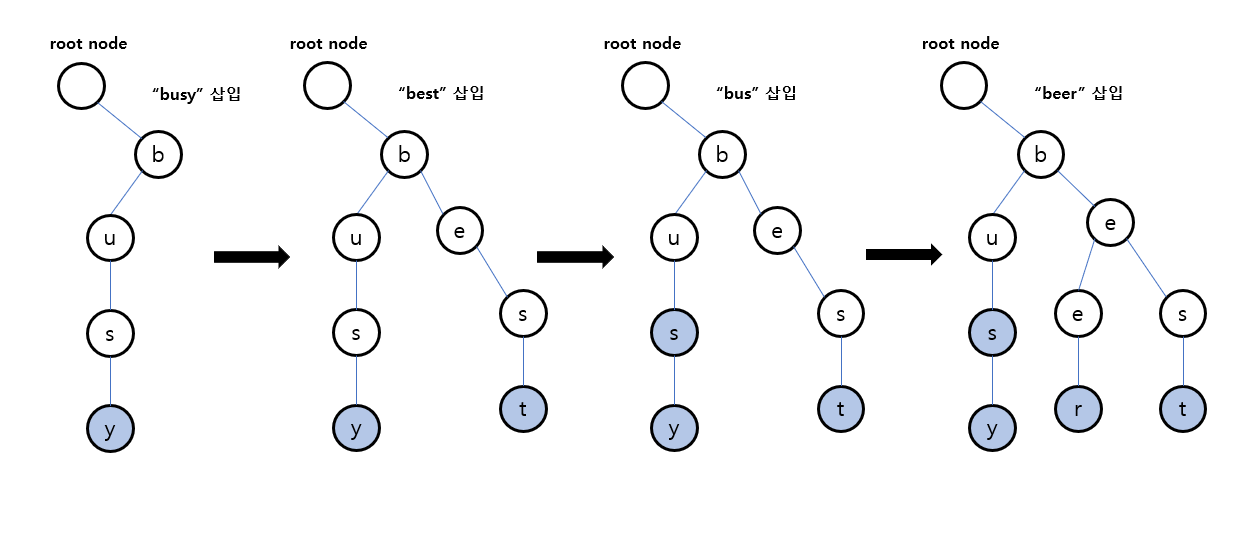 root node
“busy” 삽입
b
u
s
y
root node
“best” 삽입
b
u
e
s
s
y
t
root node
“bus” 삽입
b
u
e
s
s
y
t
root node
“beer” 삽입
b
u
e
s
e
s
y
r
t